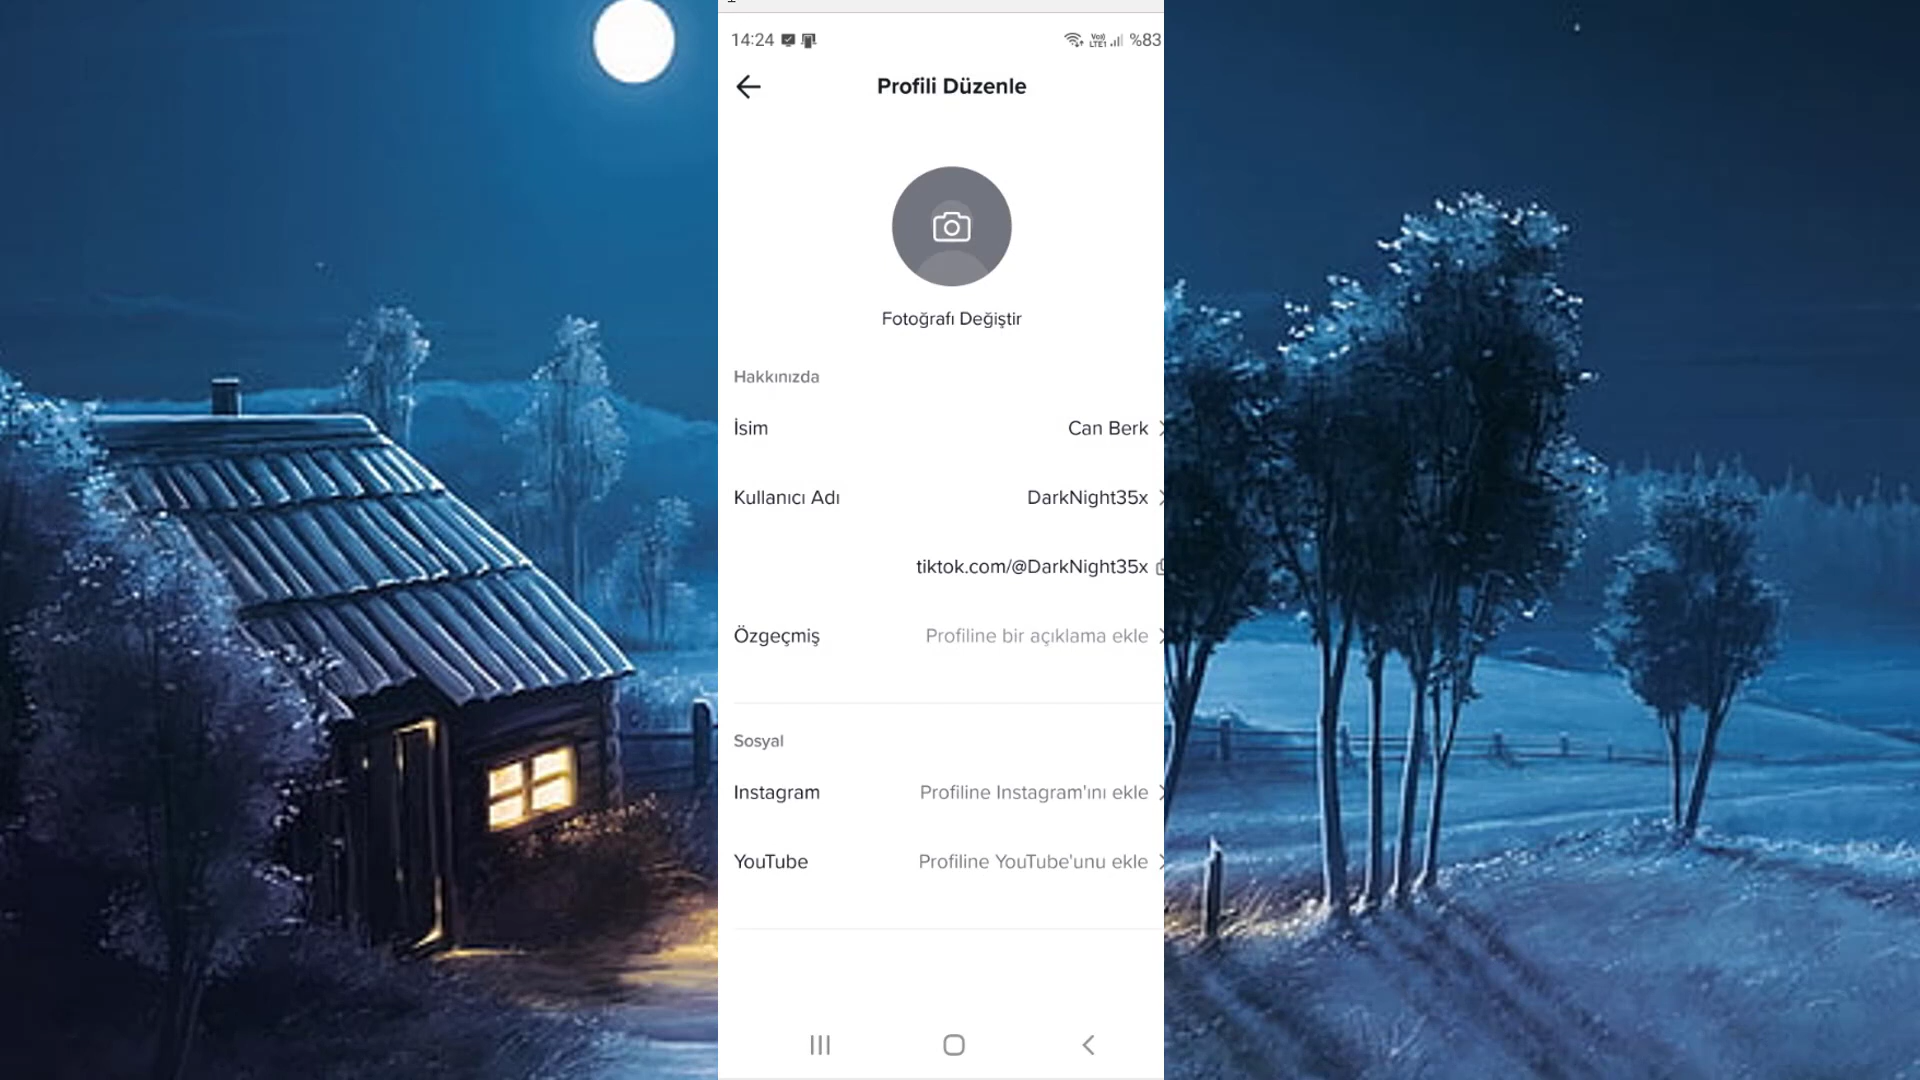 14:24 %83
Profili Düzenle
Fotoğrafı Değiştir
Hakkınızda
İsim Can Berk
Kullanıcı Adı DarkNight35x
tiktok.com/@DarkNight35x
Özgeçmiş Profiline bir açıklama ekle
Sosyal
Instagram Profiline Instagram'ını ekle
YouTube Profiline YouTube'unu ekle